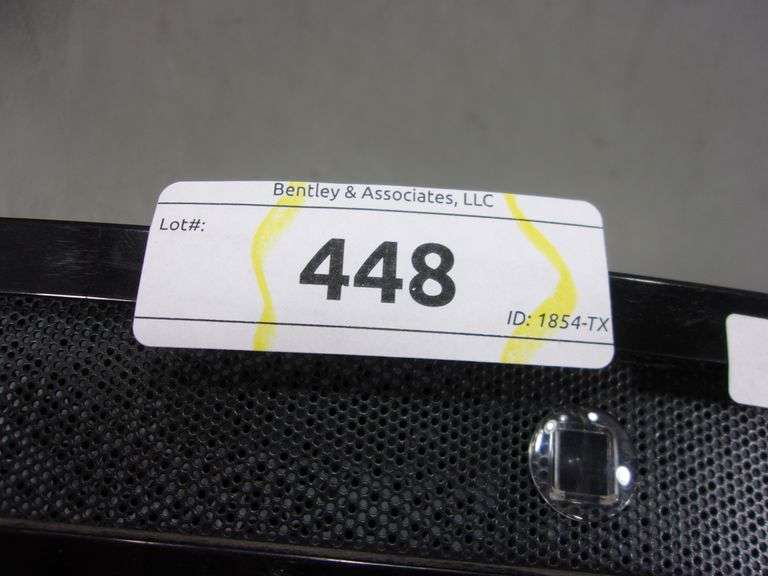 Bentley & Associates, LLC
Lot#:
448
ID: 1854-TX